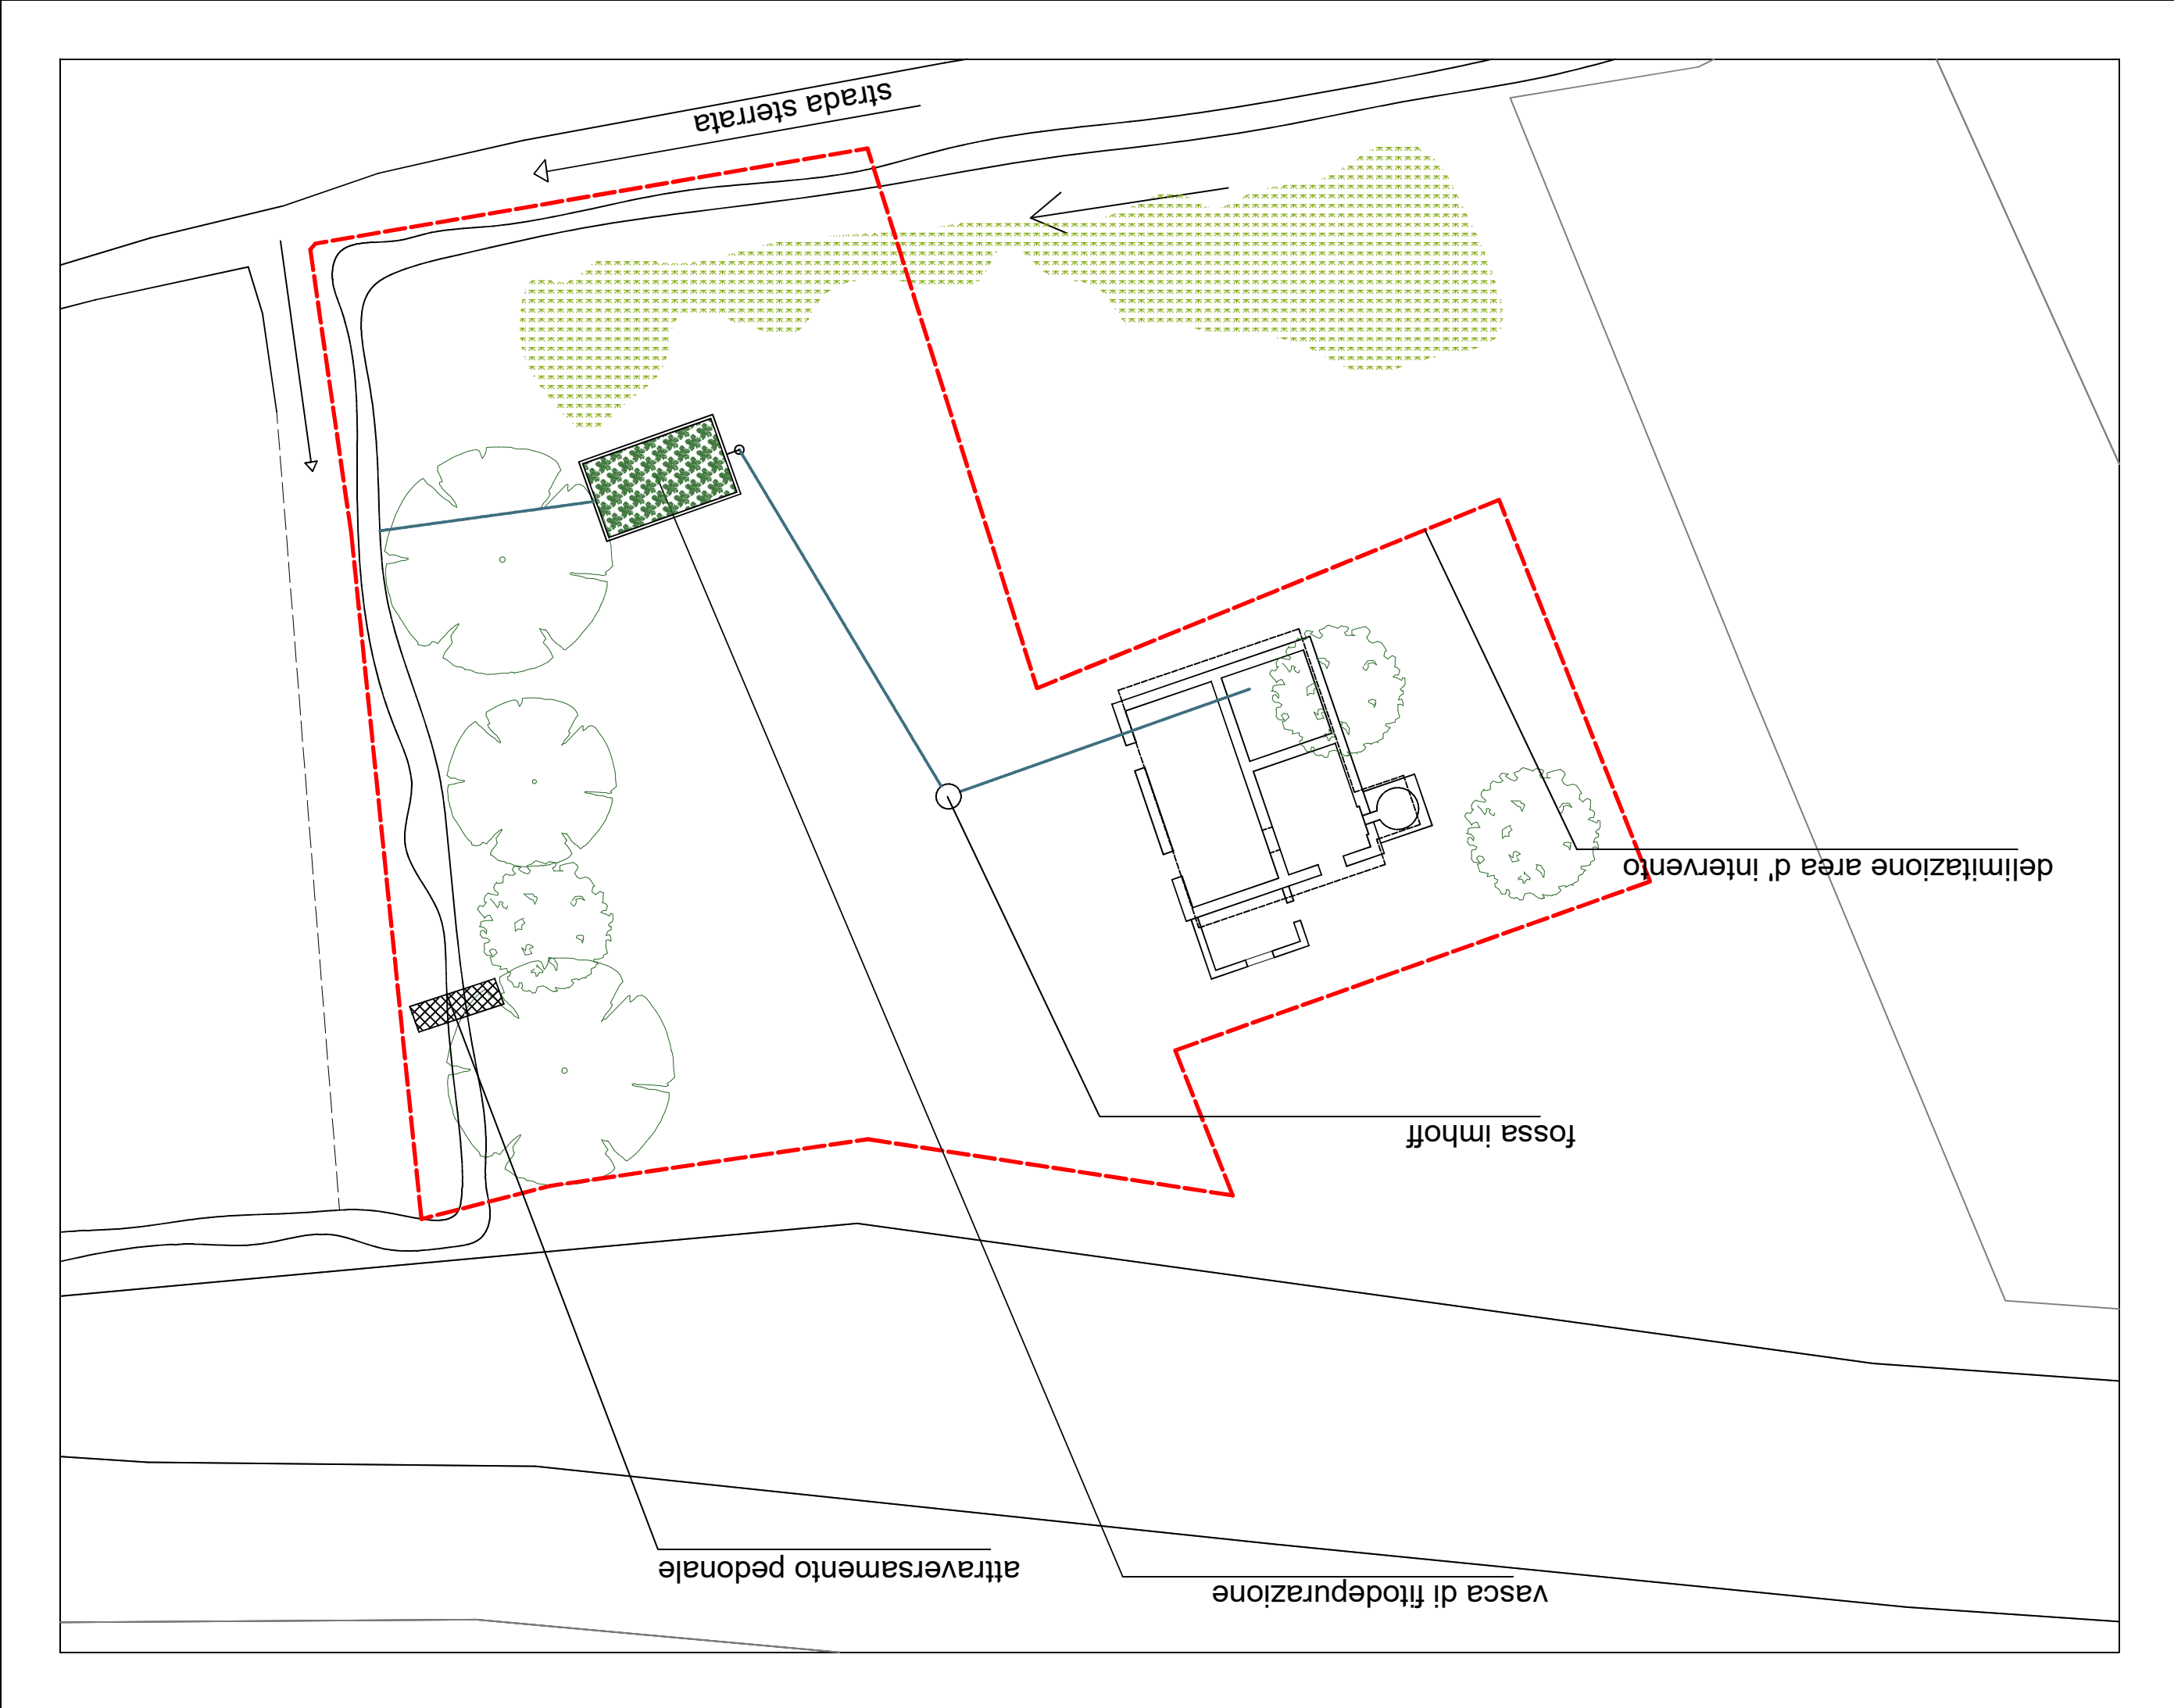 vasca di fitodepurazione
attraversamento pedonale
fossa imhoff
delimitazione area d' intervento
strada sterrata